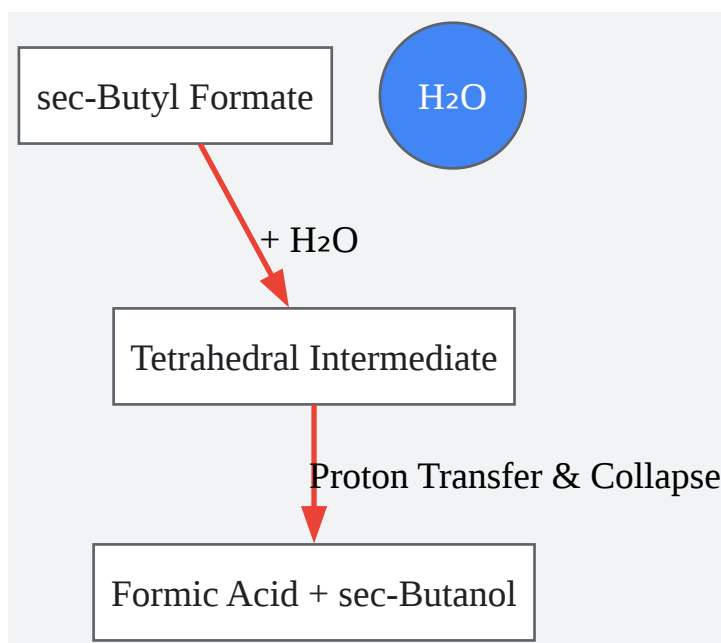 sec-Butyl Formate
H₂O
+ H₂O
Tetrahedral Intermediate
Proton Transfer & Collapse
Formic Acid + sec-Butanol